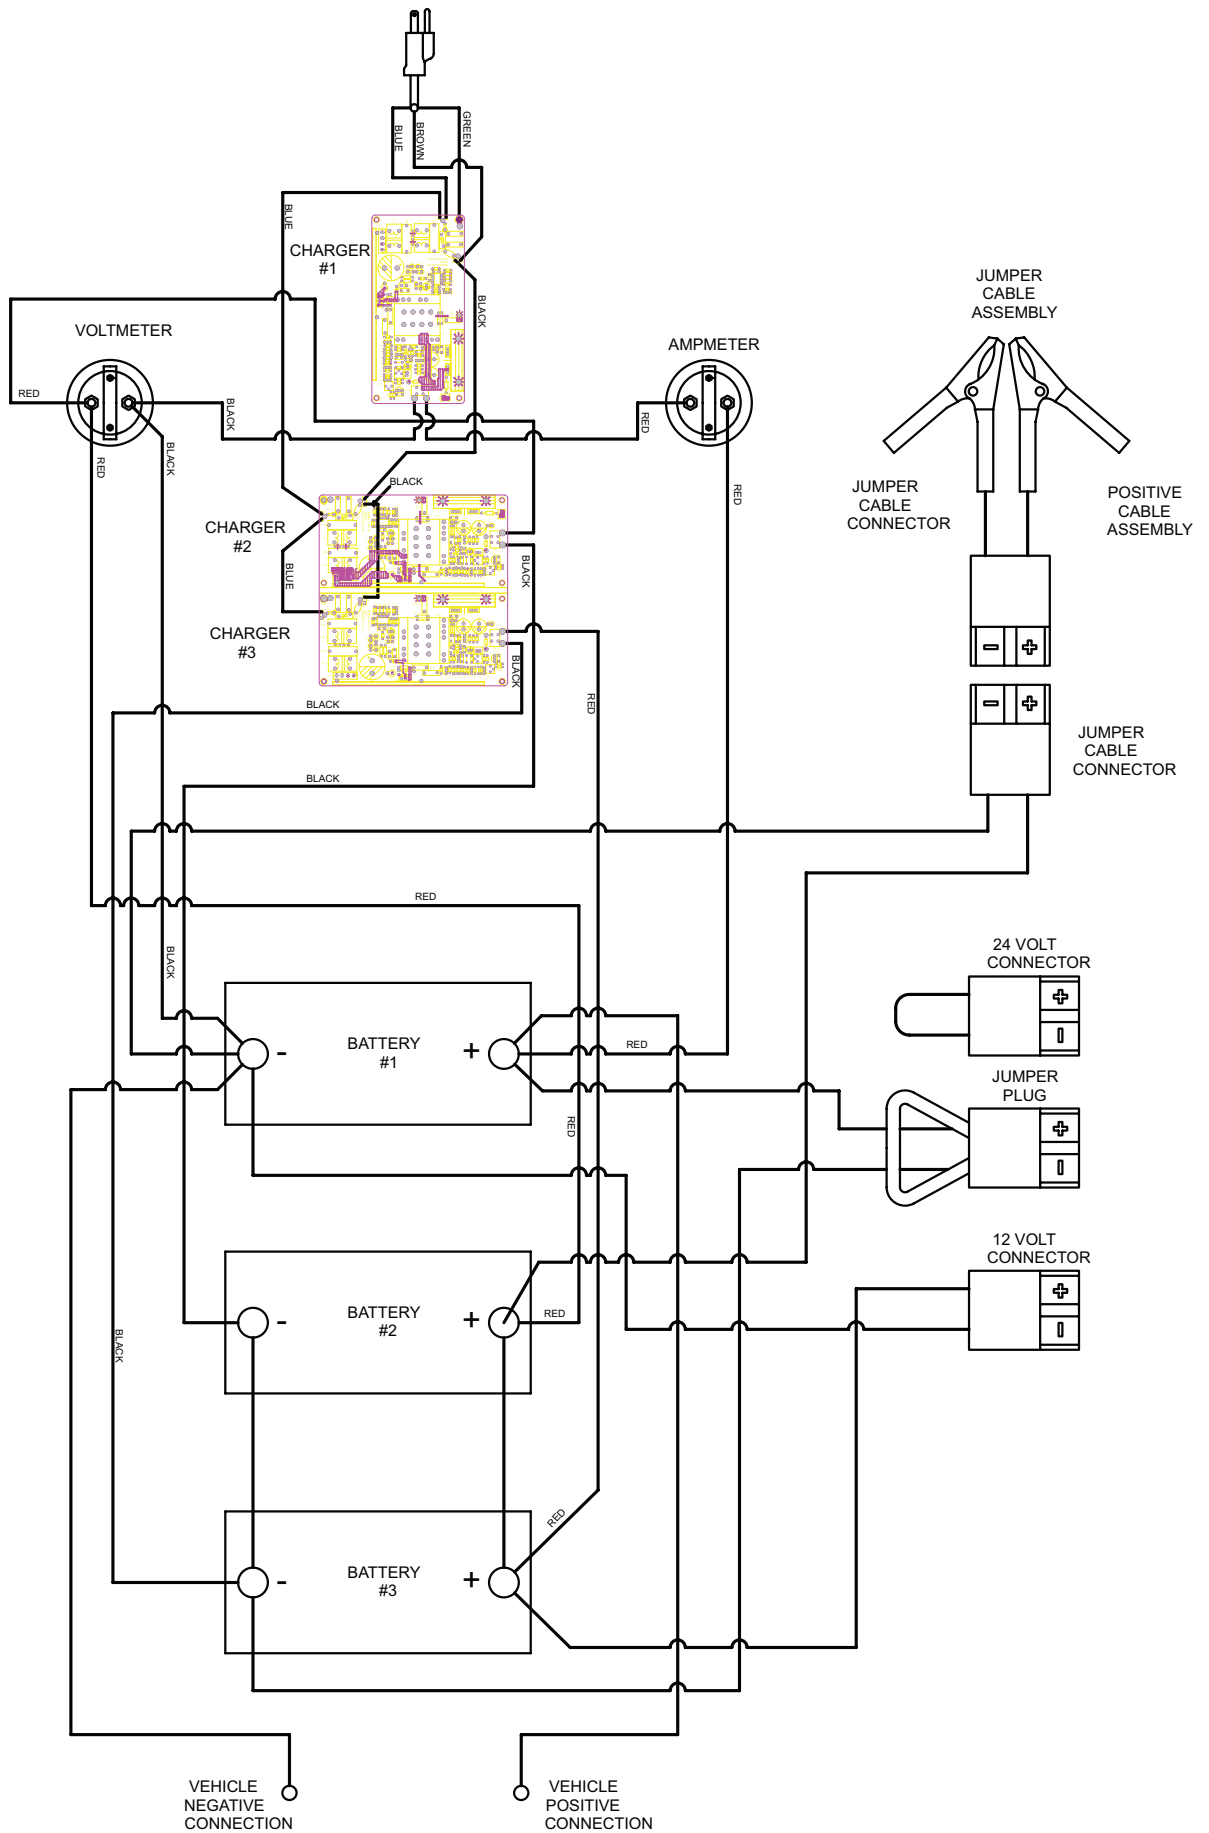 BLUE
BROWN
GREEN
BLUE
CHARGER
#1
BLACK
VOLTMETER
RED
BLACK
RED
BLACK
AMPMETER
RED
RED
JUMPER
CABLE
ASSEMBLY
JUMPER
CABLE
CONNECTOR
POSITIVE
CABLE
ASSEMBLY
- +
- +
JUMPER
CABLE
CONNECTOR
BLACK
CHARGER
#2
BLUE
BLACK
CHARGER
#3
BLACK
RED
BLACK
BLACK
RED
BLACK
24 VOLT
CONNECTOR
+
-
BATTERY
#1
- +
RED
JUMPER
PLUG
+
-
RED
12 VOLT
CONNECTOR
+
-
BATTERY
#2
- +
RED
BLACK
RED
BATTERY
#3
- +
VEHICLE
NEGATIVE
CONNECTION
VEHICLE
POSITIVE
CONNECTION